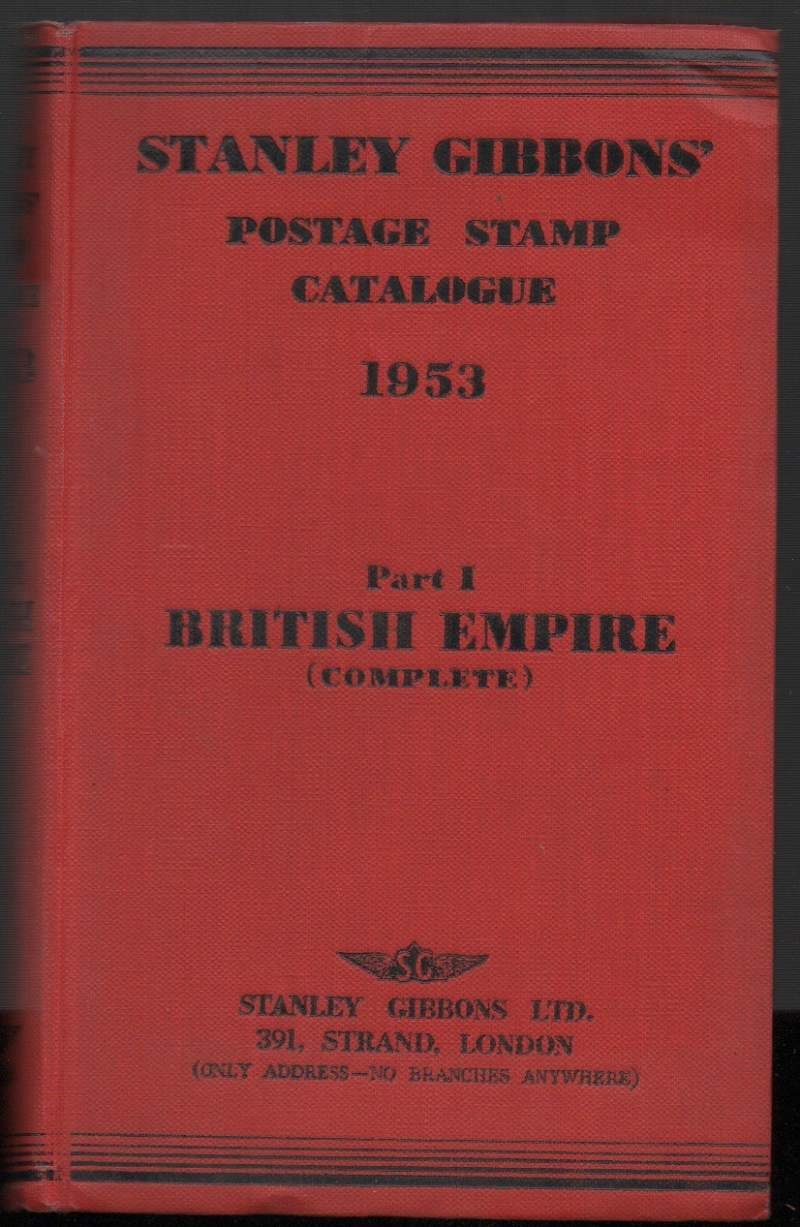 STANLEY GIBBONS'
POSTAGE STAMP
CATALOGUE
1953
Part I
BRITISH EMPIRE
(COMPLETE)
SG
STANLEY GIBBONS LTD.
391, STRAND, LONDON
(ONLY ADDRESS—NO BRANCHES ANYWHERE)